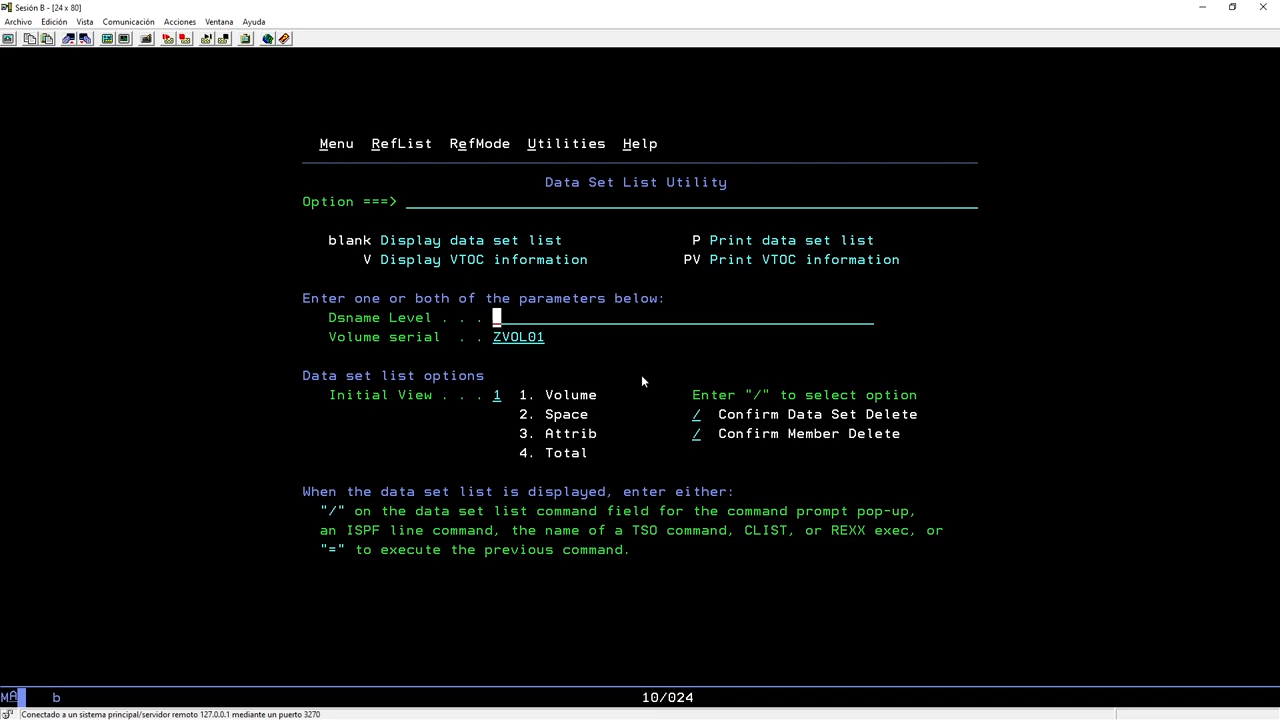 Sesión B - [24 x 80]
Archivo Edición Vista Comunicación Acciones Ventana Ayuda
Menu RefList RefMode Utilities Help
Data Set List Utility
Option ===>
blank Display data set list P Print data set list
V Display VTOC information PV Print VTOC information
Enter one or both of the parameters below:
Dsname Level . . .
Volume serial . . ZVOL01
Data set list options
Initial View . . . 1 1. Volume Enter "/" to select option
2. Space / Confirm Data Set Delete
3. Attrib / Confirm Member Delete
4. Total
When the data set list is displayed, enter either:
"/" on the data set list command field for the command prompt pop-up,
an ISPF line command, the name of a TSO command, CLIST, or REXX exec, or
"=" to execute the previous command.
MA b 10/024
Conectado a un sistema principal/servidor remoto 127.0.0.1 mediante un puerto 3270